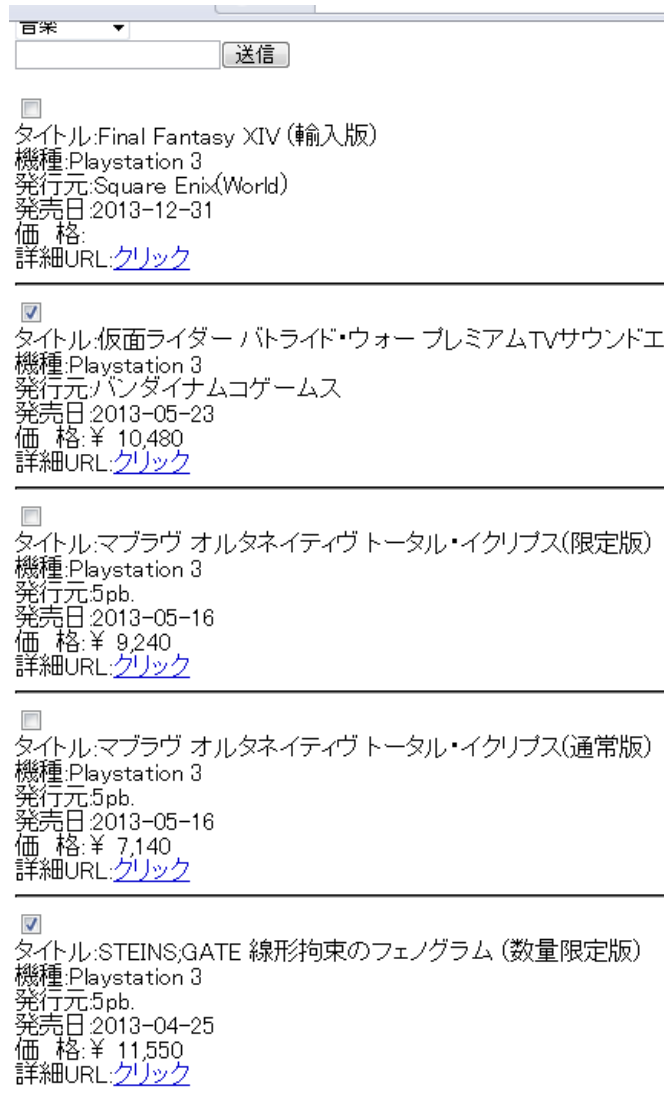 音楽
送信
タイトル:Final Fantasy XIV (輸入版)
機種:Playstation 3
発行元:Square Enix(World)
発売日:2013-12-31
価 格:
詳細URL:クリック
タイトル:仮面ライダー バトライド・ウォー プレミアムTVサウンドエ
機種:Playstation 3
発行元:バンダイナムコゲームス
発売日:2013-05-23
価 格:¥ 10,480
詳細URL:クリック
タイトル:マブラヴ オルタネイティヴ トータル・イクリプス(限定版)
機種:Playstation 3
発行元:5pb.
発売日:2013-05-16
価 格:¥ 9,240
詳細URL:クリック
タイトル:マブラヴ オルタネイティヴ トータル・イクリプス(通常版)
機種:Playstation 3
発行元:5pb.
発売日:2013-05-16
価 格:¥ 7,140
詳細URL:クリック
タイトル:STEINS;GATE 線形拘束のフェノグラム (数量限定版)
機種:Playstation 3
発行元:5pb.
発売日:2013-04-25
価 格:¥ 11,550
詳細URL:クリック